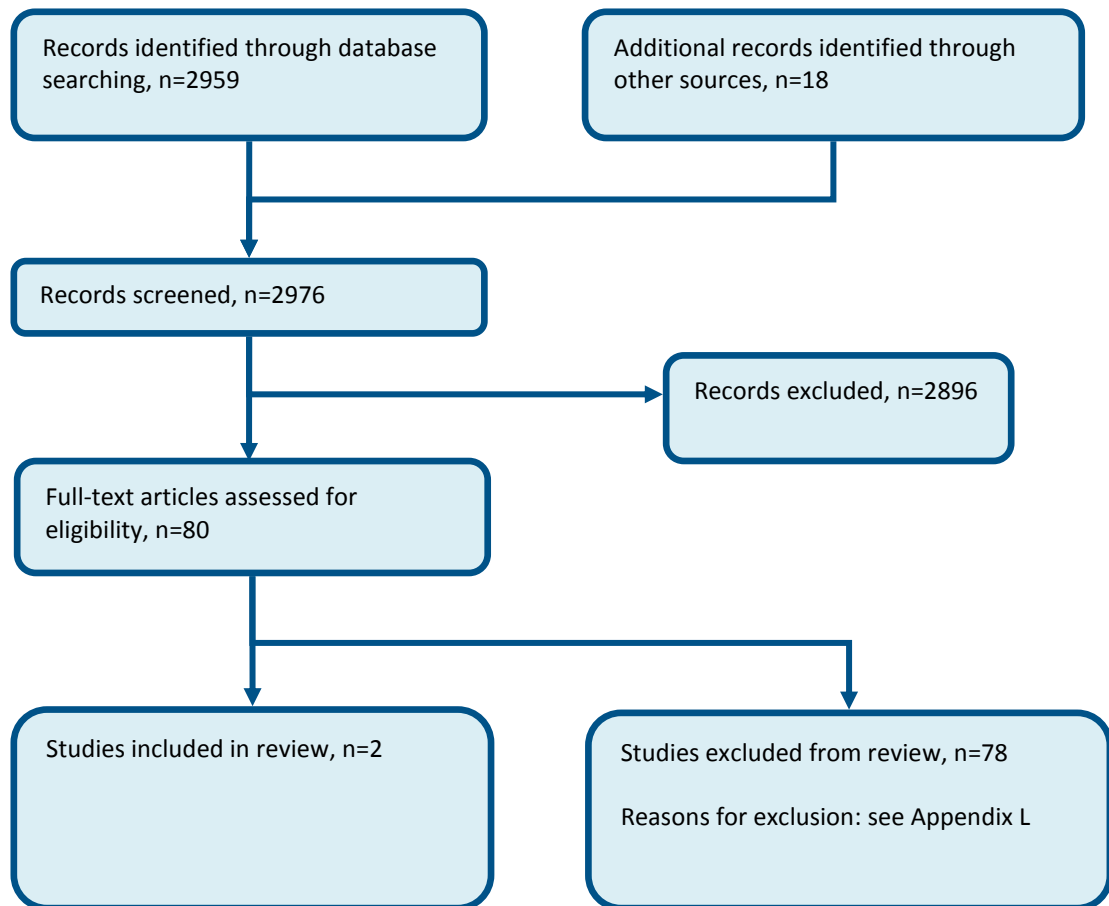 Records identified through database
searching, n=2959
Additional records identified through
other sources, n=18
Records screened, n=2976
Records excluded, n=2896
Full-text articles assessed for
eligibility, n=80
Studies included in review, n=2
Studies excluded from review, n=78
Reasons for exclusion: see Appendix L